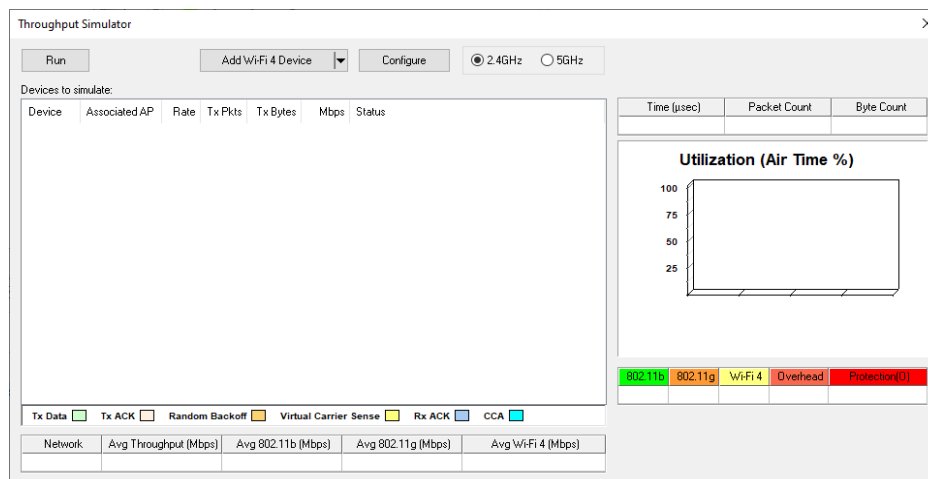 Throughput Simulator
Run Add Wi-Fi 4 Device Configure 2.4GHz 5GHz
Devices to simulate:
Device Associated AP Rate Tx Pkts Tx Bytes Mbps Status
Time (µsec) Packet Count Byte Count
Utilization (Air Time %)
100
75
50
25
802.11b 802.11g Wi-Fi 4 Overhead Protection(O)
Tx Data Tx ACK Random Backoff Virtual Carrier Sense Rx ACK CCA
Network Avg Throughput (Mbps) Avg 802.11b (Mbps) Avg 802.11g (Mbps) Avg Wi-Fi 4 (Mbps)